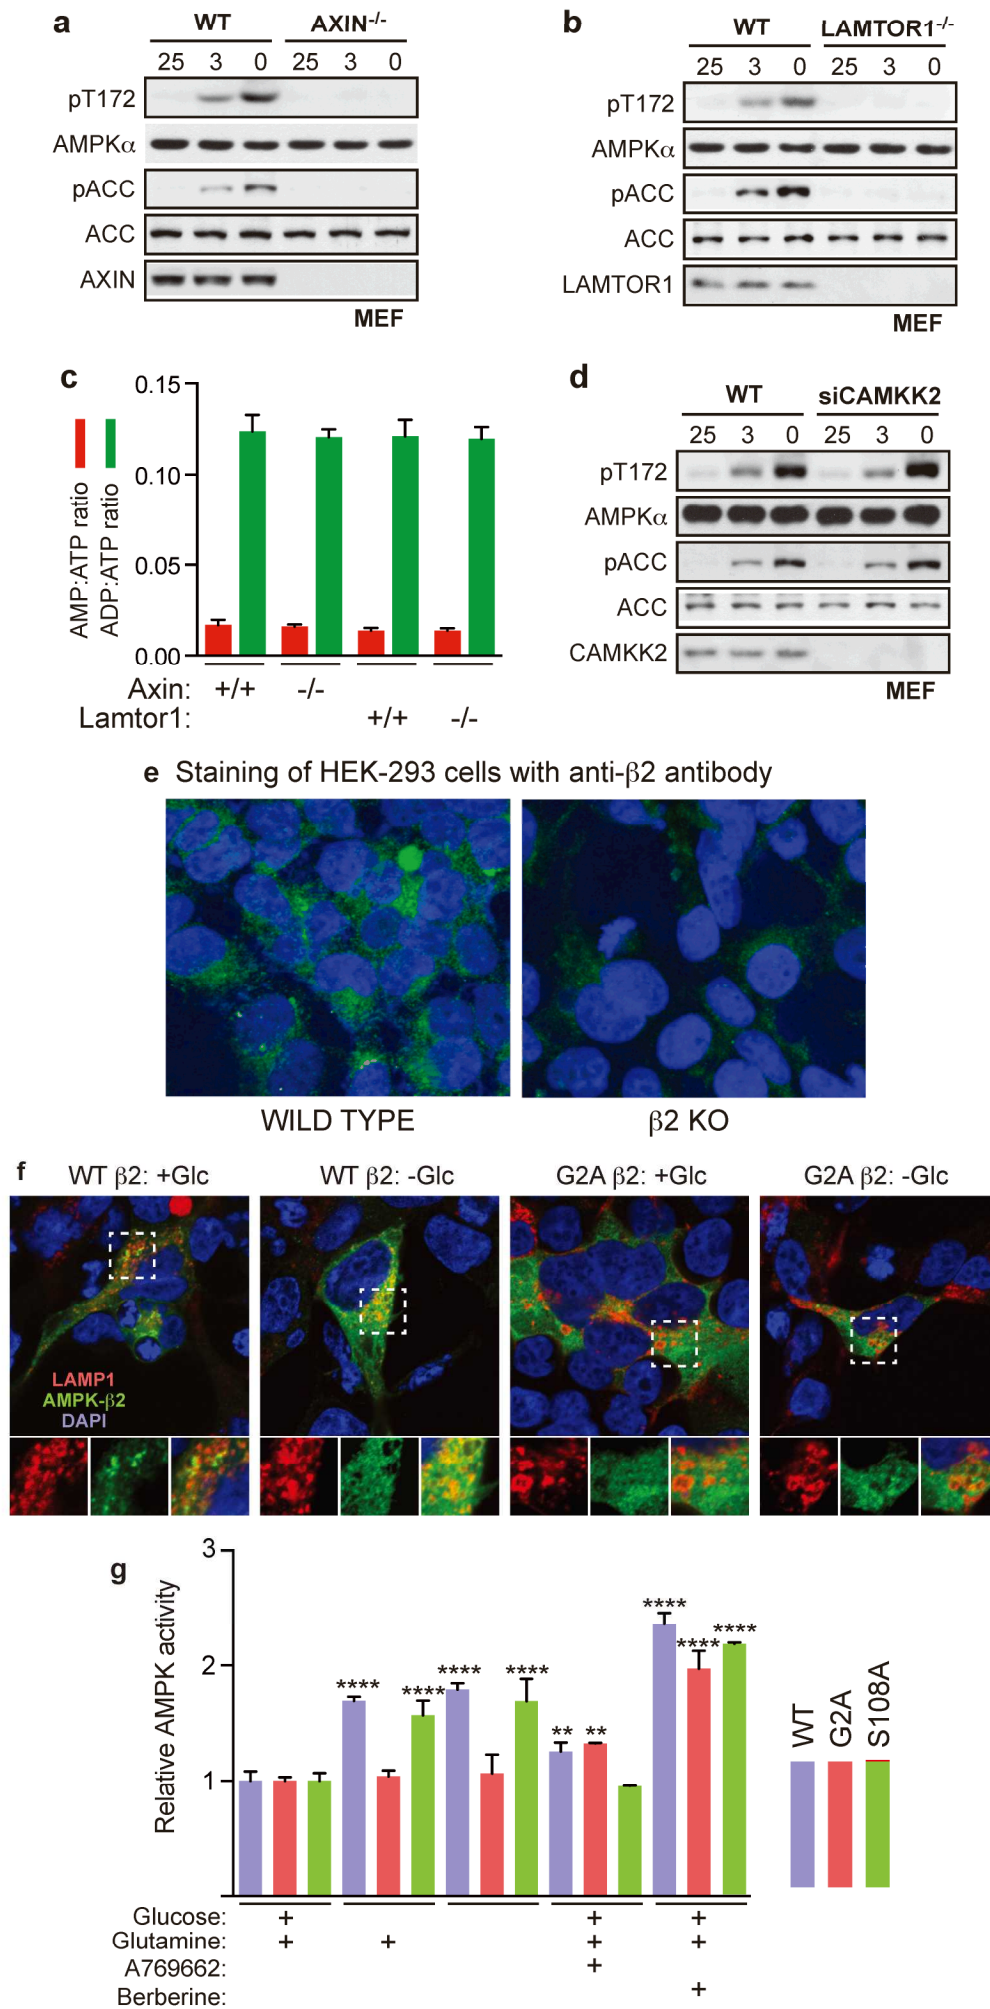 a
WT AXIN-/-
25 3 0 25 3 0
pT172
AMPKα
pACC
ACC
AXIN
MEF
b
WT LAMTOR1-/-
25 3 0 25 3 0
pT172
AMPKα
pACC
ACC
LAMTOR1
MEF
c
AMP:ATP ratio
ADP:ATP ratio
0.15
0.10
0.05
0.00
Axin: +/+ -/-
Lamtor1: +/+ -/-
d
WT siCAMKK2
25 3 0 25 3 0
pT172
AMPKα
pACC
ACC
CAMKK2
MEF
e Staining of HEK-293 cells with anti-β2 antibody
WILD TYPE β2 KO
f
WT β2: +Glc WT β2: -Glc G2A β2: +Glc G2A β2: -Glc
LAMP1
AMPK-β2
DAPI
g
Relative AMPK activity
3
2
1
**** **** **** **** ** ** **** **** ****
WT
G2A
S108A
Glucose: + + +
Glutamine: + + + +
A769662: +
Berberine: +